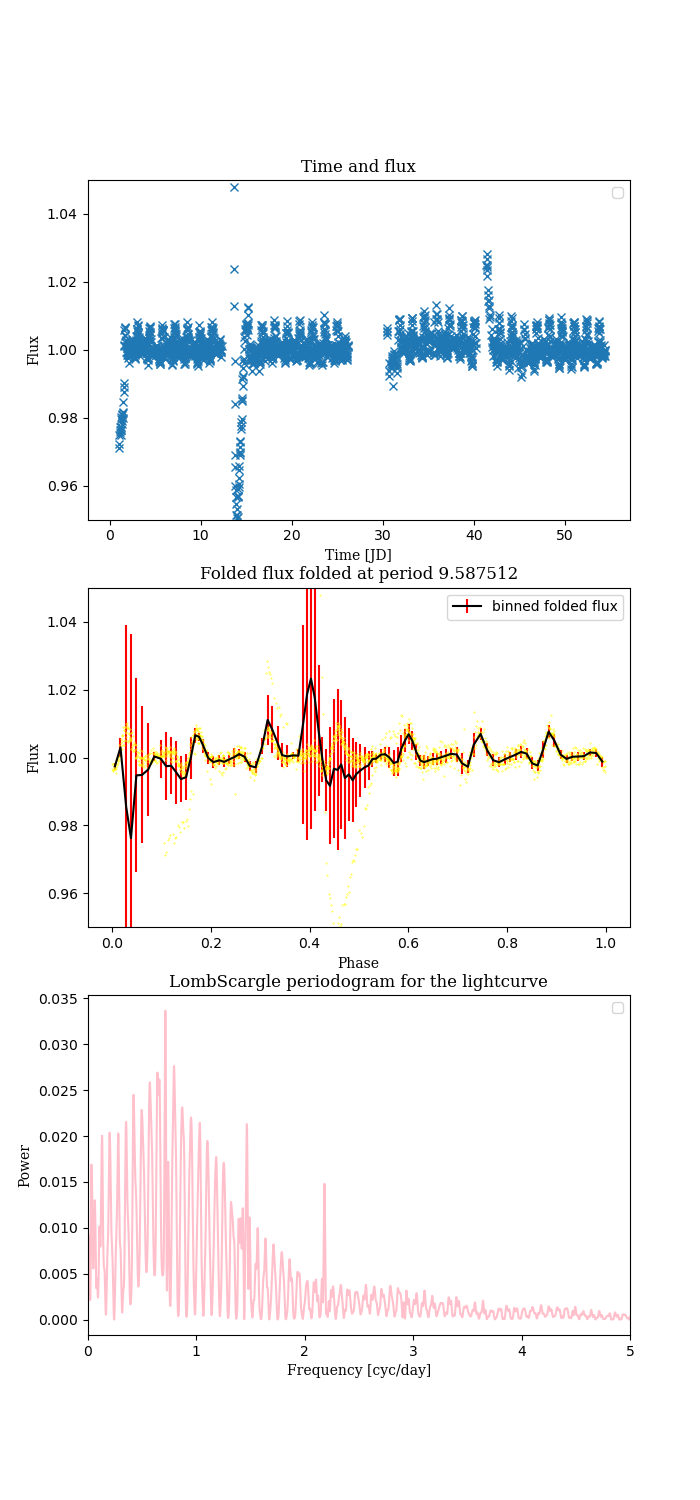 Time and flux
1.04
1.02
1.00
0.98
0.96
Flux
0 10 20 30 40 50
Time [JD]
Folded flux folded at period 9.587512
binned folded flux
1.04
1.02
1.00
0.98
0.96
Flux
0.0 0.2 0.4 0.6 0.8 1.0
Phase
LombScargle periodogram for the lightcurve
0.035
0.030
0.025
0.020
0.015
0.010
0.005
0.000
Power
0 1 2 3 4 5
Frequency [cyc/day]